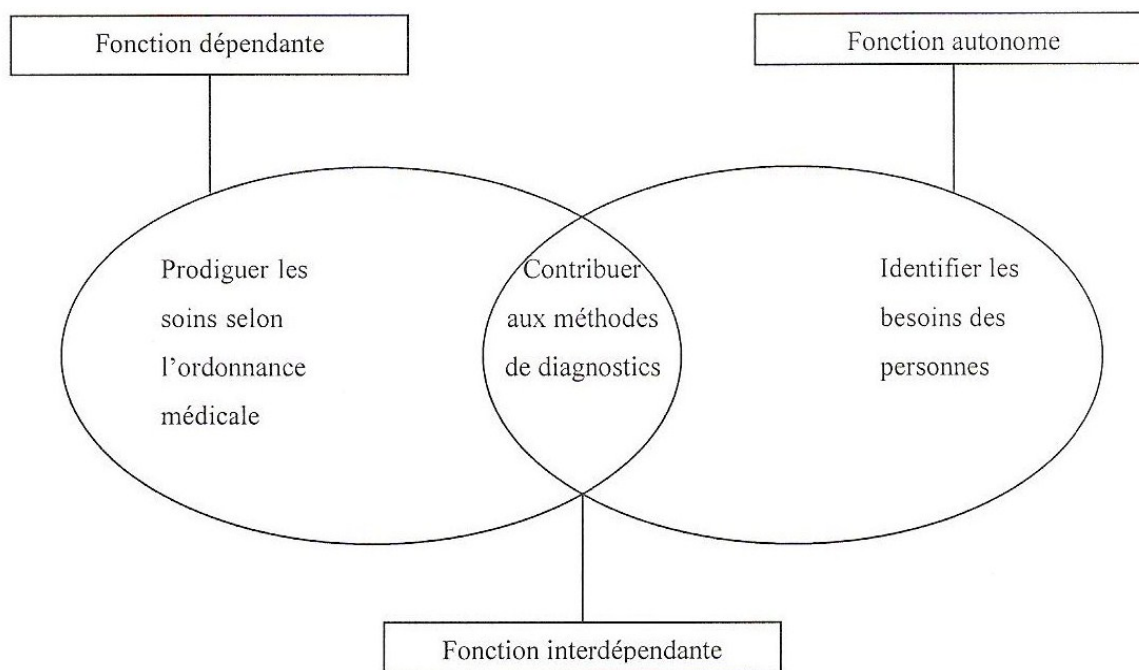 Fonction dépendante
Fonction autonome
Prodiguer les
soins selon
l'ordonnance
médicale
Contribuer
aux méthodes
de diagnostics
Identifier les
besoins des
personnes
Fonction interdépendante